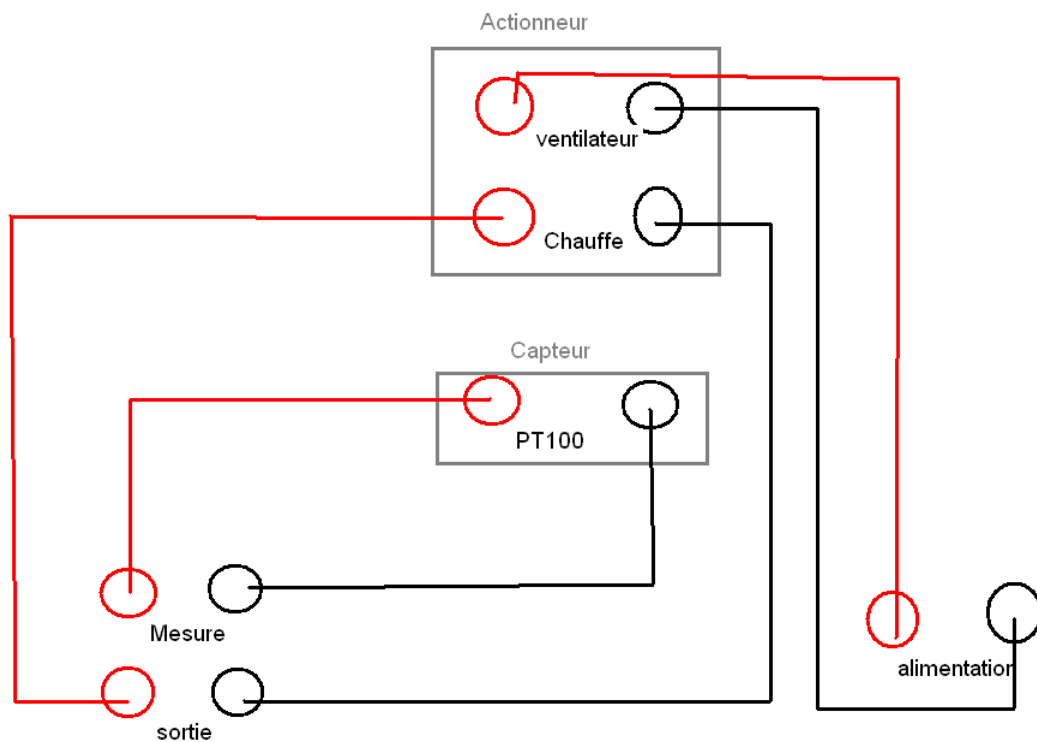 Actionneur
ventilateur
Chauffe
Capteur
PT100
Mesure
alimentation
sortie